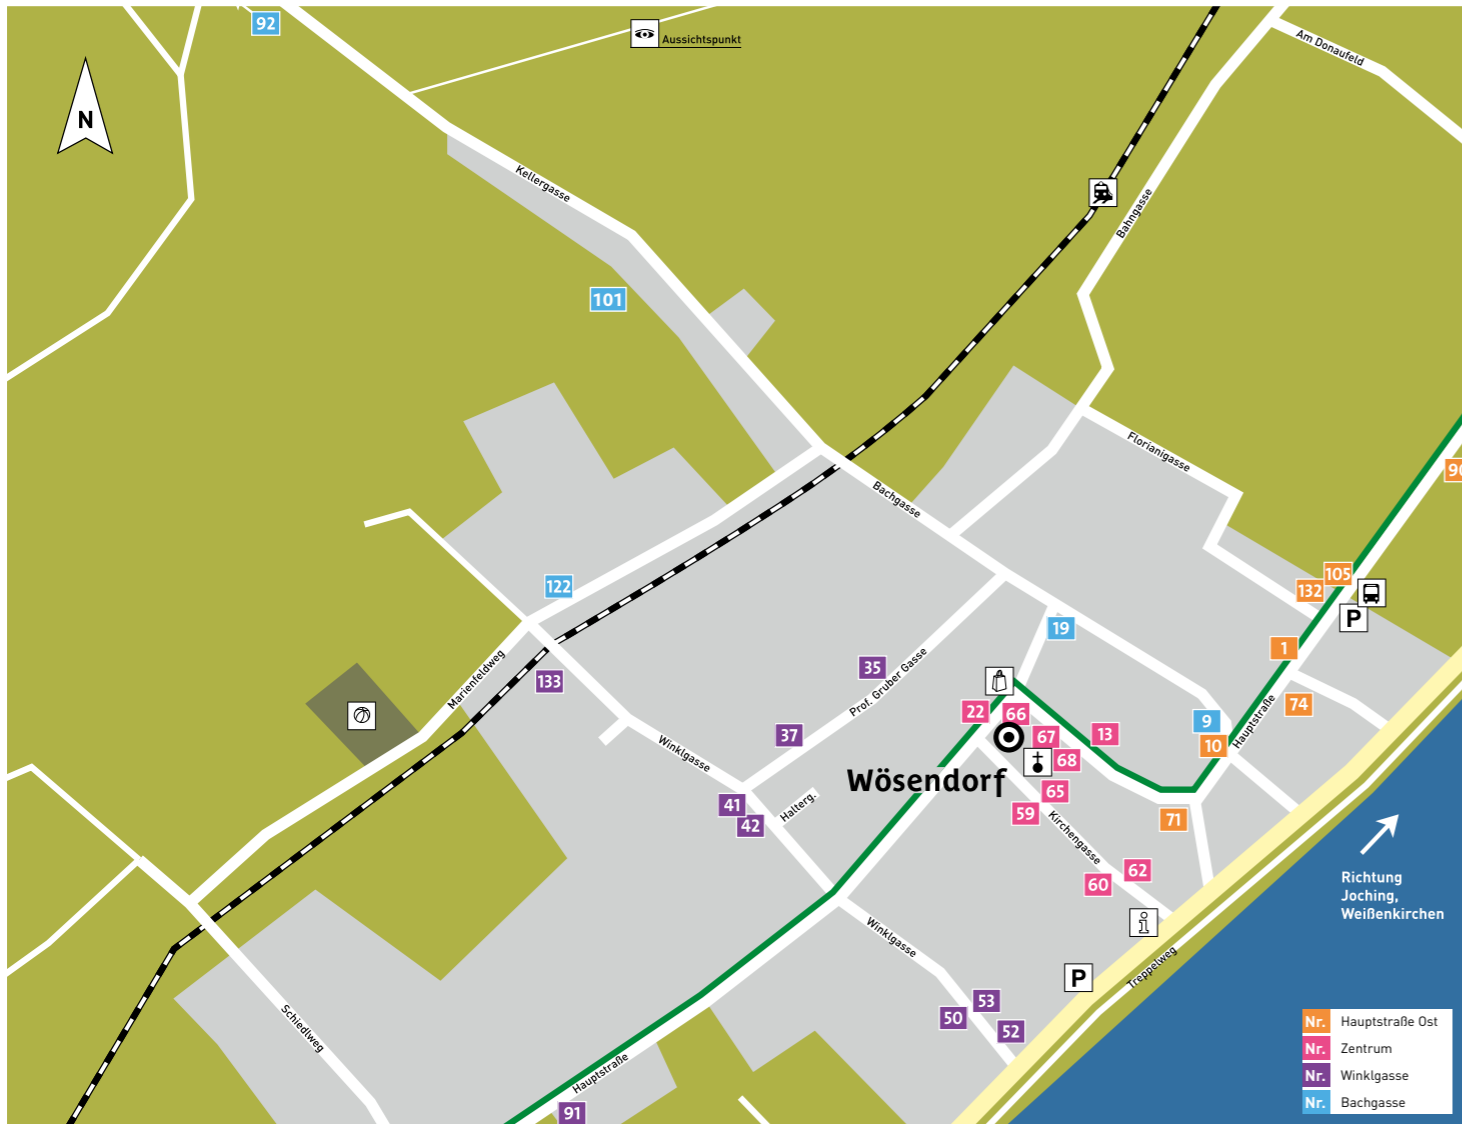 92
Aussichtspunkt
Am Donaufeld
N
Kellergasse
Bahngasse
101
Florianigasse
Bachgasse
122
105
132
P
19
1
35
133
Marienfeldweg
Prof. Gruber Gasse
74
22
66
9
Hauptstraße
37
67
13
10
68
Winklgasse
Wösendorf
65
41
Halterg.
59
71
42
Kirchengasse
62
60
Richtung
Joching,
Weißenkirchen
i
Winklgasse
Treppelweg
P
53
50
52
Schiedlweg
Hauptstraße
91
Nr. Hauptstraße Ost
Nr. Zentrum
Nr. Winklgasse
Nr. Bachgasse